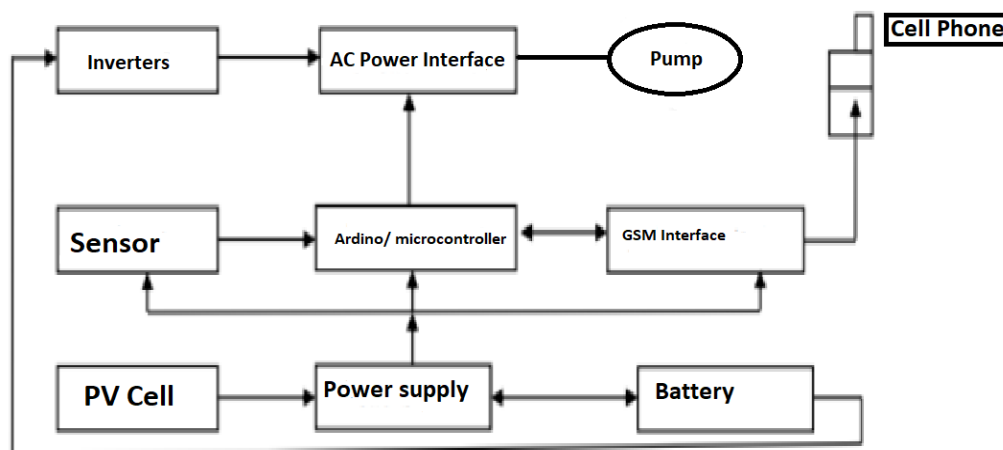 Cell Phone
Inverters
AC Power Interface
Pump
Sensor
Ardino/ microcontroller
GSM Interface
PV Cell
Power supply
Battery